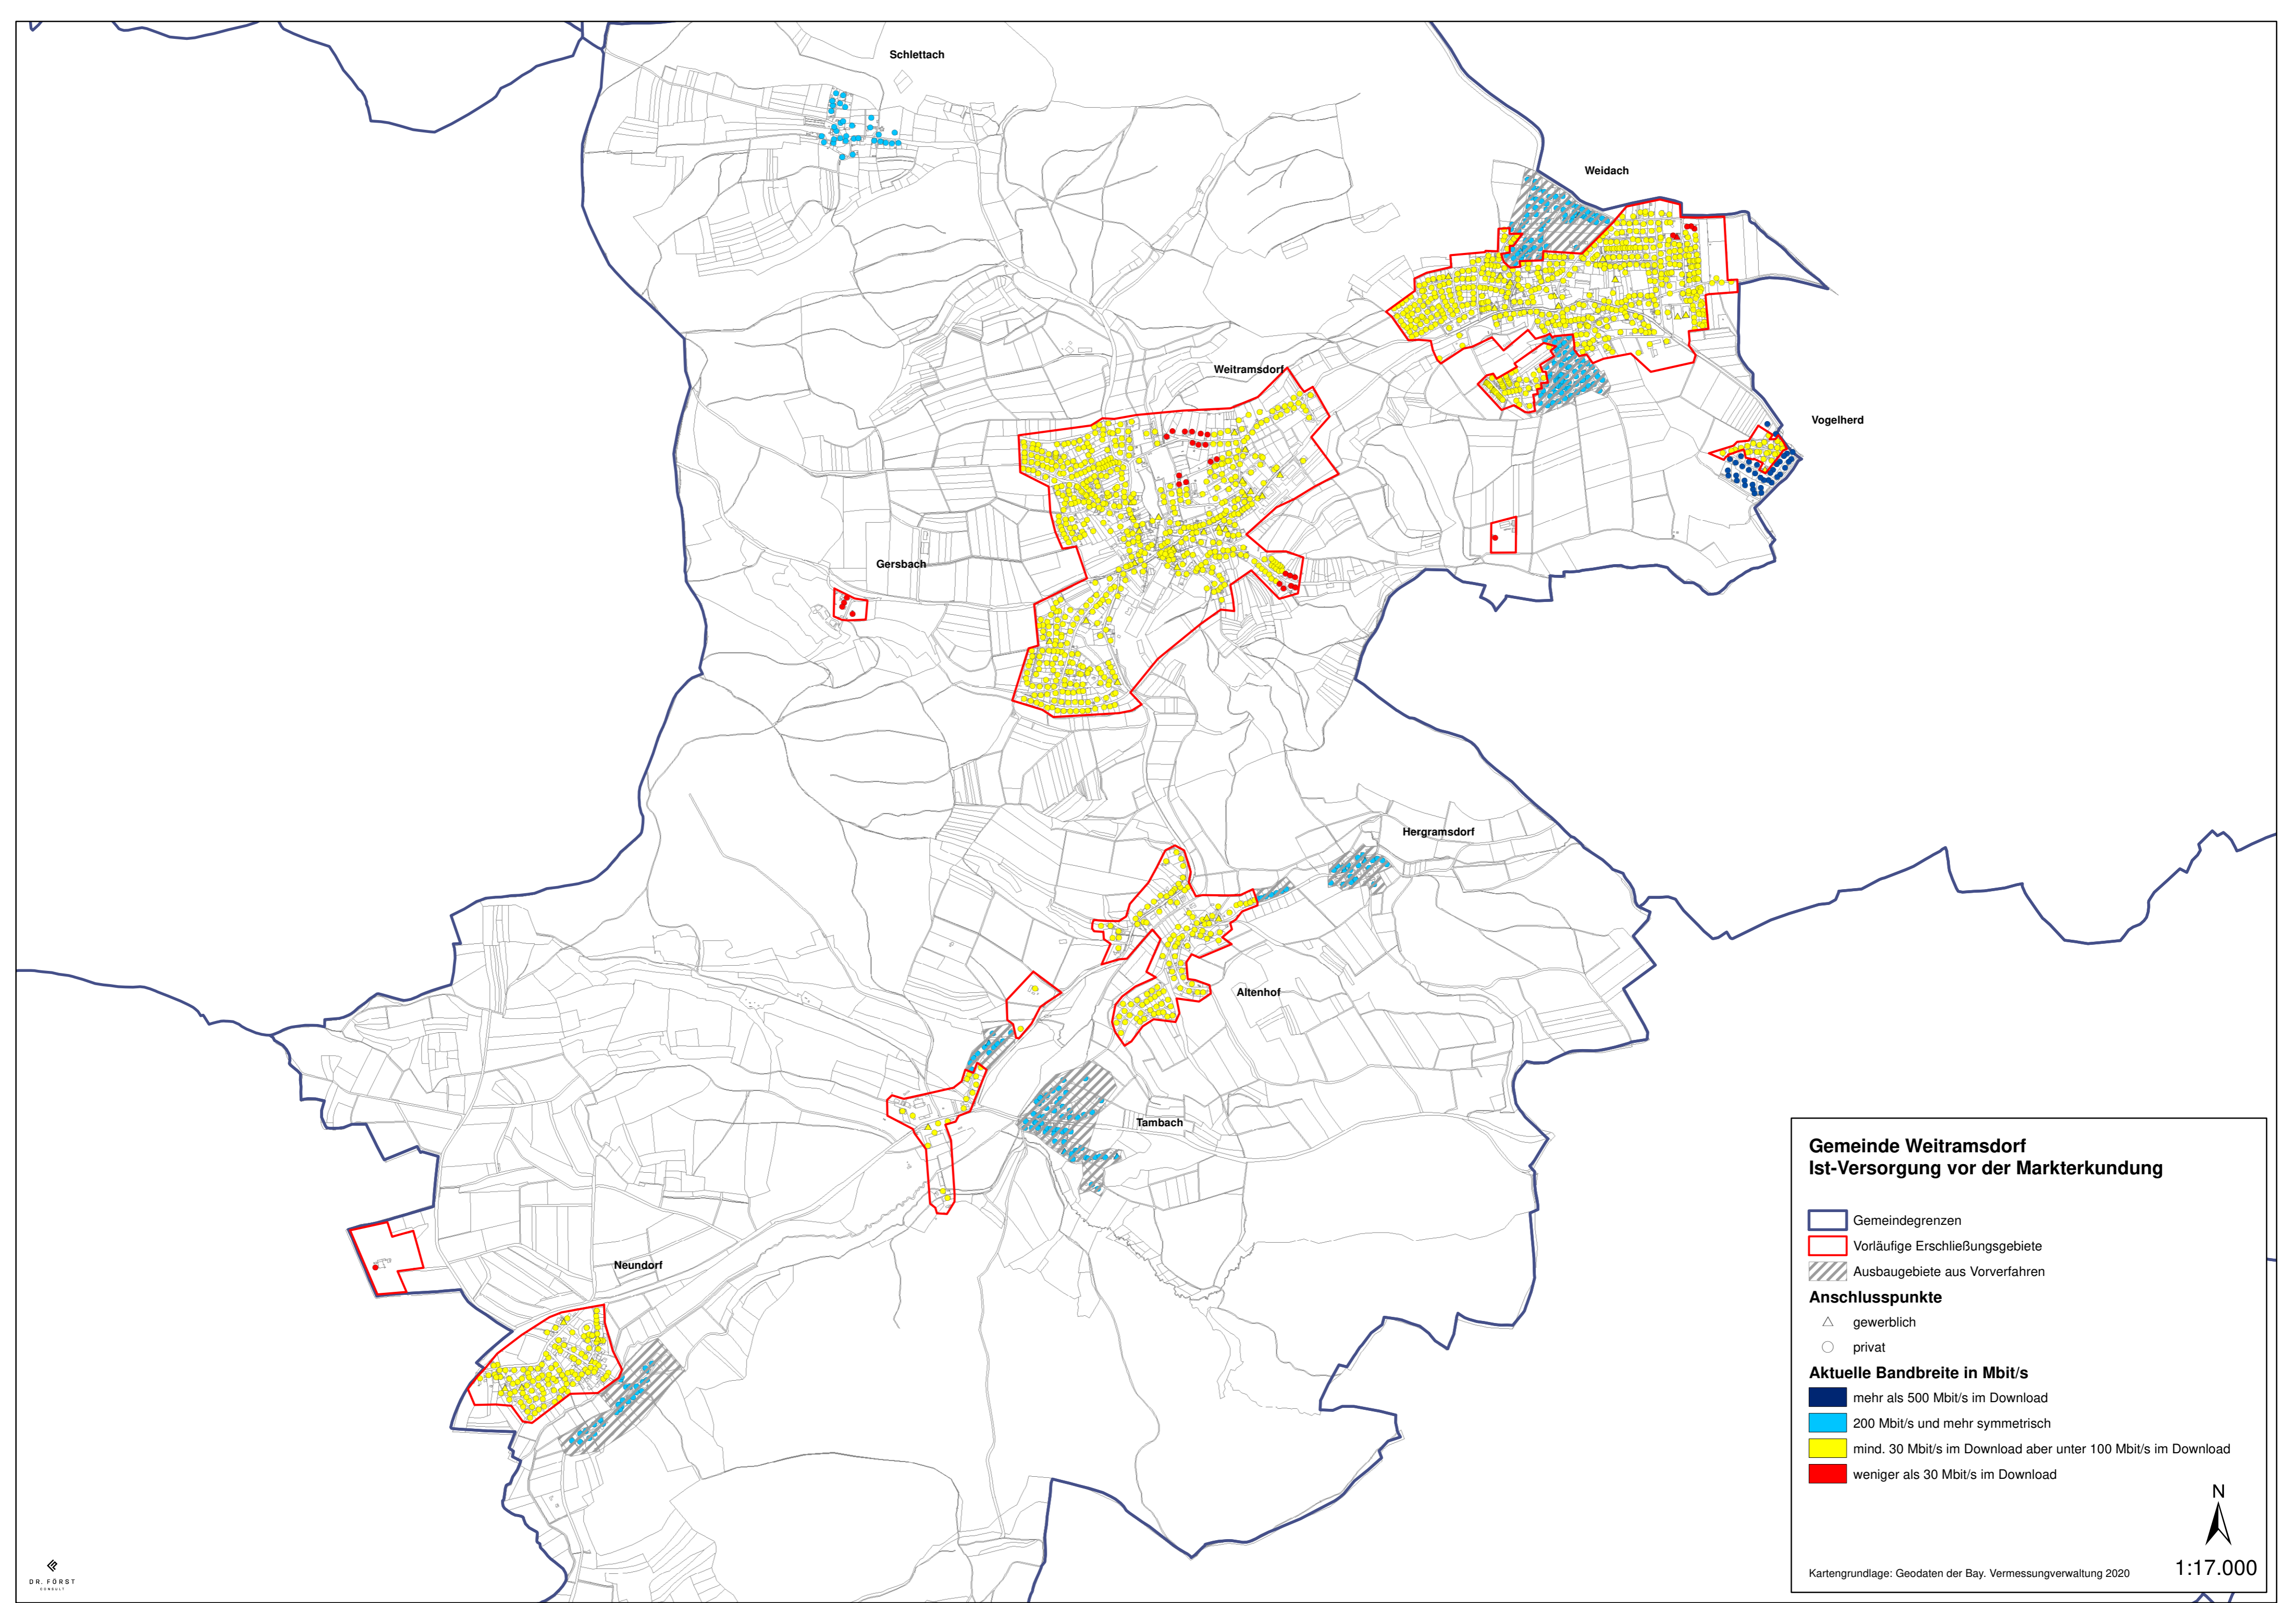 Schlettach
Weidach
Weitramsdorf
Vogelherd
Gersbach
Hergramsdorf
Altenhof
Tambach
Neundorf
Gemeinde Weitramsdorf
Ist-Versorgung vor der Markterkundung
Gemeindegrenzen
Vorläufige Erschließungsgebiete
Ausbaugebiete aus Vorverfahren
Anschlusspunkte
gewerblich
privat
Aktuelle Bandbreite in Mbit/s
mehr als 500 Mbit/s im Download
200 Mbit/s und mehr symmetrisch
mind. 30 Mbit/s im Download aber unter 100 Mbit/s im Download
weniger als 30 Mbit/s im Download
N
1:17.000
Kartengrundlage: Geodaten der Bay. Vermessungverwaltung 2020
DR. FÖRST
CONSULT